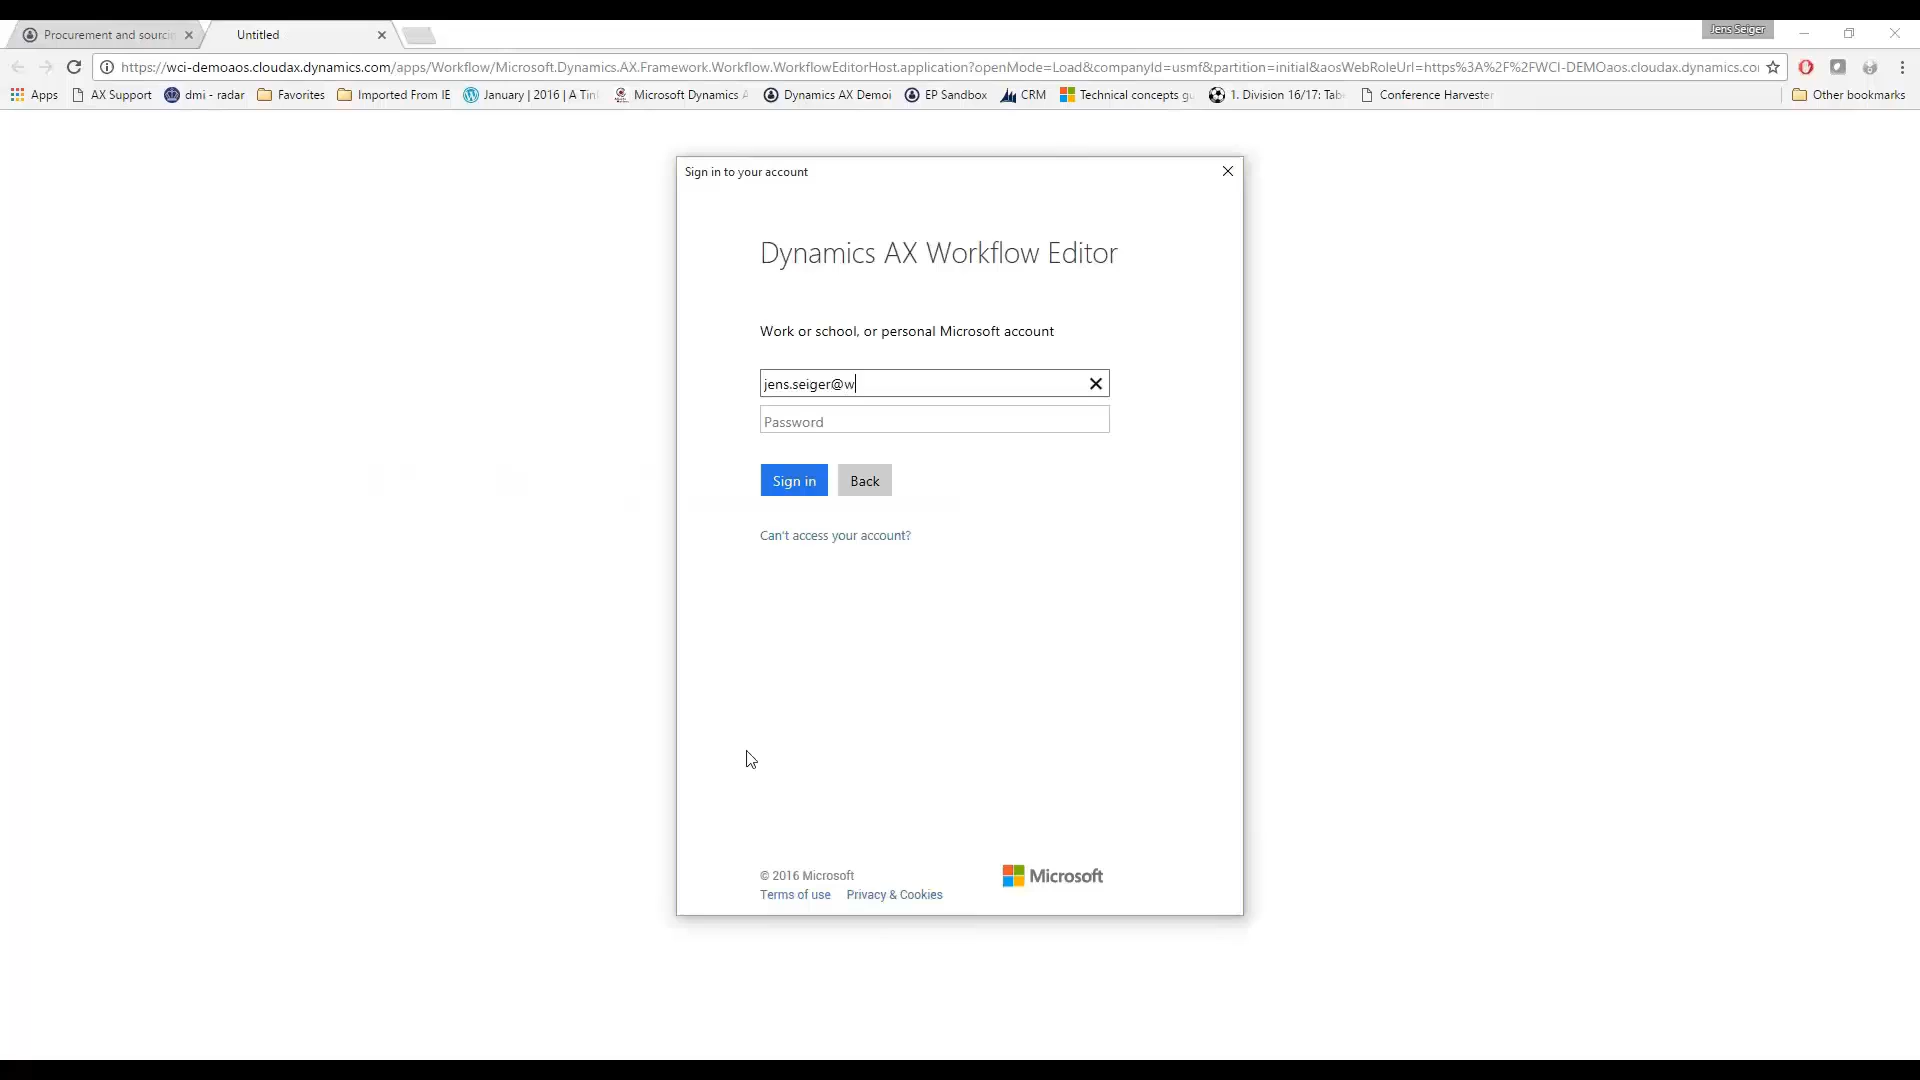 Procurement and sourcin
Untitled
Jens Seiger
https://wci-demoaos.cloudax.dynamics.com/apps/Workflow/Microsoft.Dynamics.AX.Framework.Workflow.WorkflowEditorHost.application?openMode=Load&companyId=usmf&partition=initial&aosWebRoleUrl=https%3A%2F%2FWCI-DEMOaos.cloudax.dynamics.co
Apps AX Support dmi - radar Favorites Imported From IE January | 2016 | A Tin Microsoft Dynamics A Dynamics AX Demoi EP Sandbox CRM Technical concepts gu 1. Division 16/17: Tabe Conference Harvester Other bookmarks
Sign in to your account
Dynamics AX Workflow Editor
Work or school, or personal Microsoft account
jens.seiger@w
Password
Sign in Back
Can't access your account?
© 2016 Microsoft
Microsoft
Terms of use Privacy & Cookies